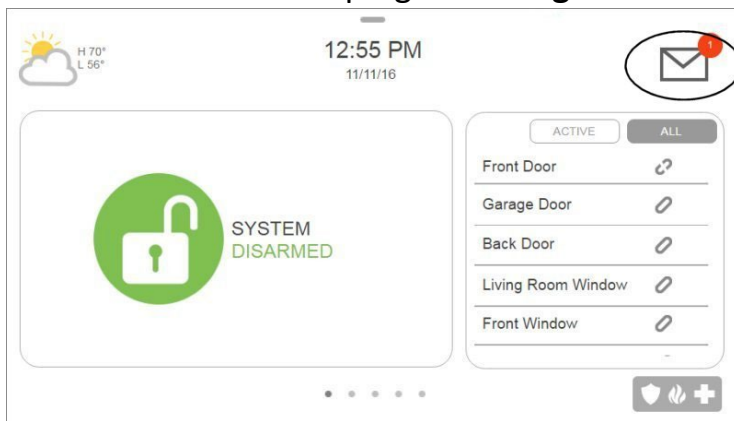 H 70°
L 56°
12:55 PM
11/11/16
1
SYSTEM
DISARMED
ACTIVE
ALL
Front Door
Garage Door
Back Door
Living Room Window
Front Window